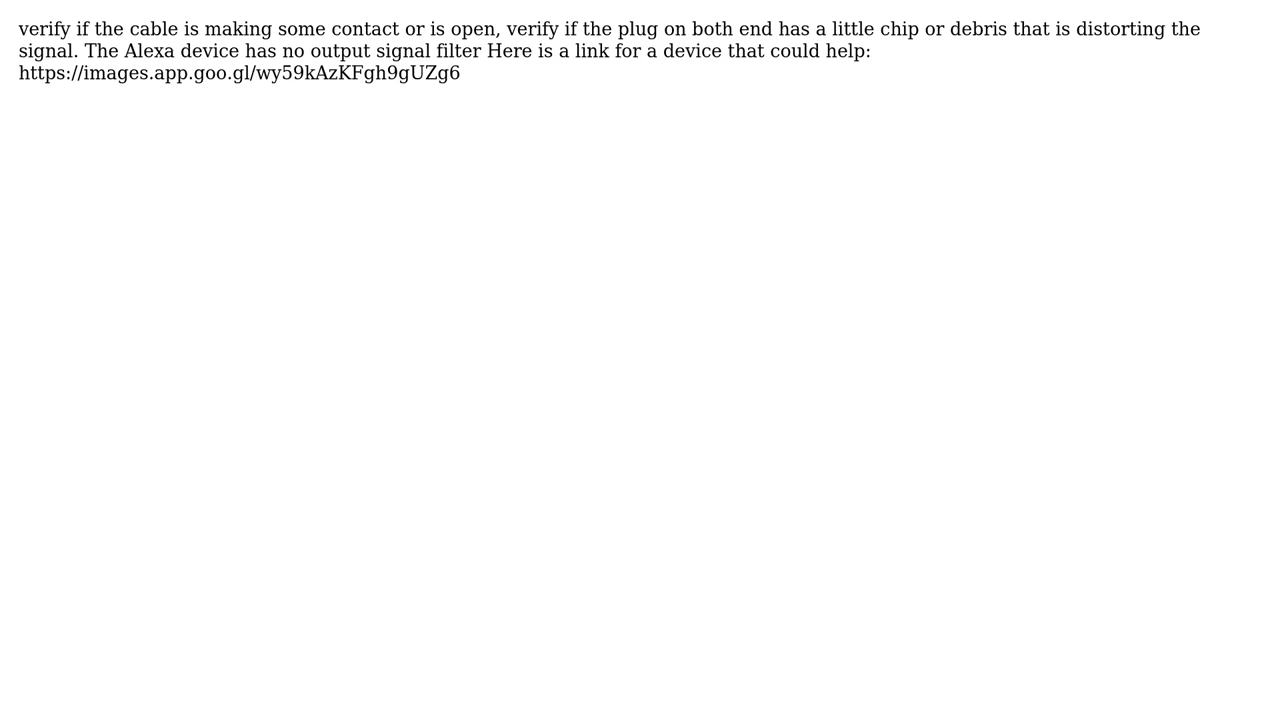 verify if the cable is making some contact or is open, verify if the plug on both end has a little chip or debris that is distorting the
signal. The Alexa device has no output signal filter Here is a link for a device that could help:
https://images.app.goo.gl/wy59kAzKFgh9gUZg6